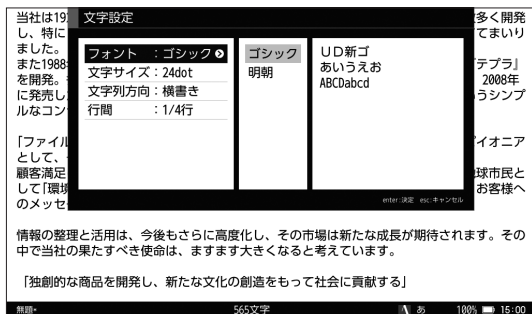 当社は19
多く開発
し、特に
てまいり
ました。
また1988
テプラ』
を開発。
2008年
に発売し
うシンプ
ルなコン
「ファイル
イオニア
として、
顧客満足
球市民と
して「環境
お客様へ
のメッセ
文字設定
フォント ：ゴシック
文字サイズ：24dot
文字列方向：横書き
行間 ：1/4行
ゴシック
明朝
UD新ゴ
あいうえお
ABCDabcd
enter:決定 esc:キャンセル
情報の整理と活用は、今後もさらに高度化し、その市場は新たな成長が期待されます。その
中で当社の果たすべき使命は、ますます大きくなると考えています。
「独創的な商品を開発し、新たな文化の創造をもって社会に貢献する」
無題* 565文字 あ 100% 15:00